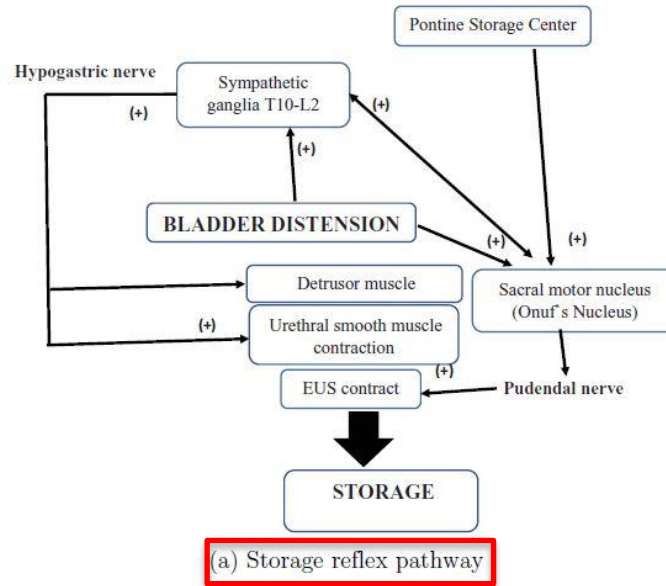 Pontine Storage Center
Hypogastric nerve
Sympathetic
ganglia T10-L2
(+)
(+)
(+)
BLADDER DISTENSION
(+)
(+)
Detrusor muscle
Sacral motor nucleus
(Onuf`s Nucleus)
Urethral smooth muscle
contraction
(+)
(+)
EUS contract
Pudendal nerve
STORAGE
(a) Storage reflex pathway